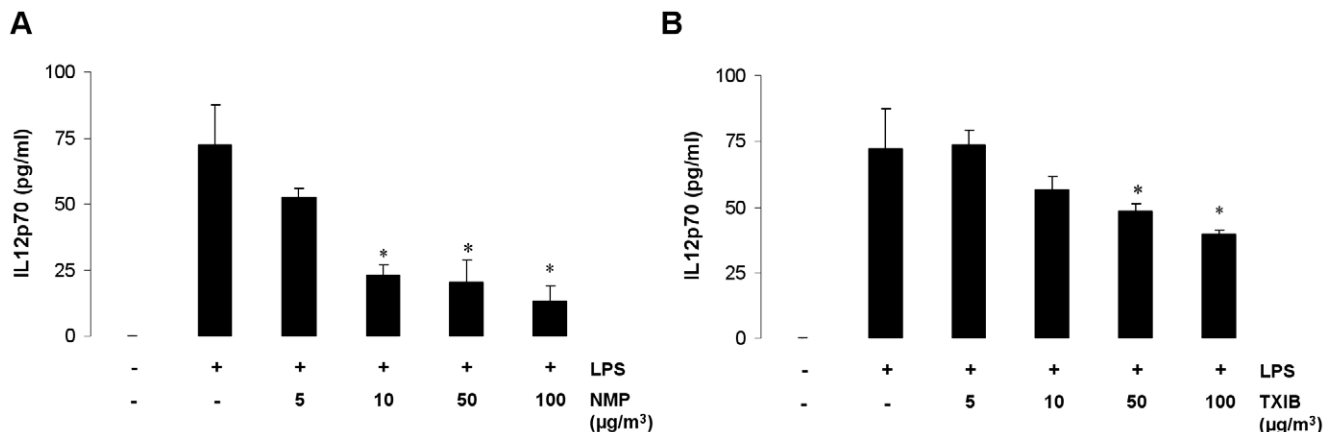 A
IL12p70 (pg/ml)
100
75
50
25
0
- + + + + + LPS
- - 5 10 50 100 NMP
(µg/m³)
* * *
B
IL12p70 (pg/ml)
100
75
50
25
0
- + + + + + LPS
- - 5 10 50 100 TXIB
(µg/m³)
* *